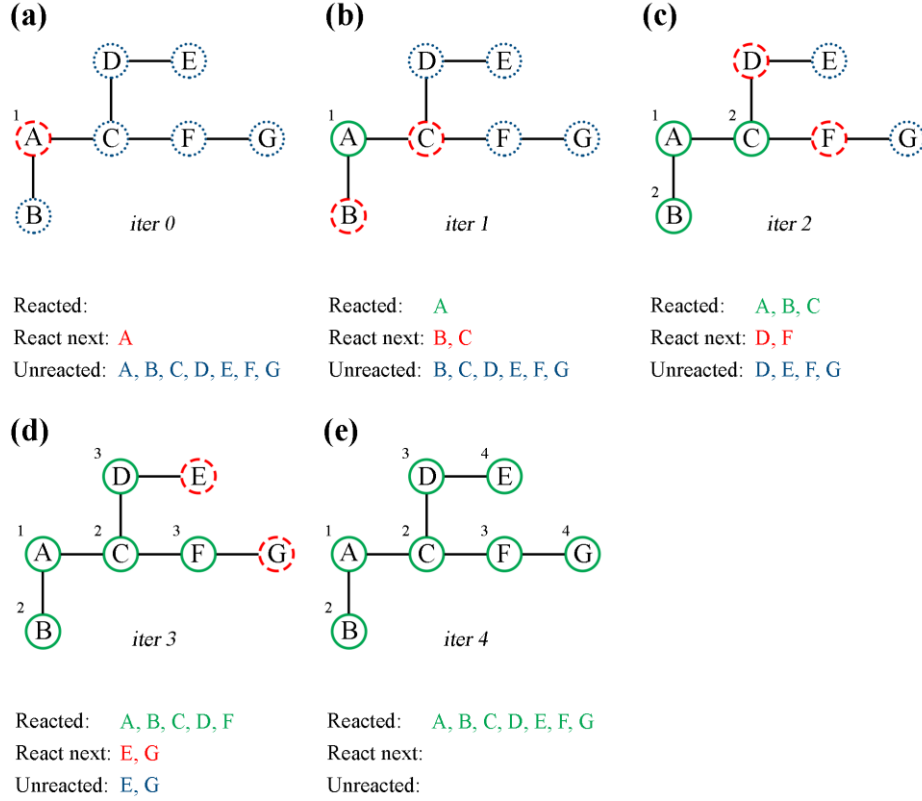 (a)
D E
1
A C F G
B
iter 0
Reacted:
React next: A
Unreacted: A, B, C, D, E, F, G
(b)
D E
1
A C F G
B
iter 1
Reacted: A
React next: B, C
Unreacted: B, C, D, E, F, G
(c)
D E
1 2
A C F G
2
B
iter 2
Reacted: A, B, C
React next: D, F
Unreacted: D, E, F, G
(d)
3
D E
1 2 3
A C F G
2
B
iter 3
Reacted: A, B, C, D, F
React next: E, G
Unreacted: E, G
(e)
3 4
D E
1 2 3 4
A C F G
2
B
iter 4
Reacted: A, B, C, D, E, F, G
React next:
Unreacted: